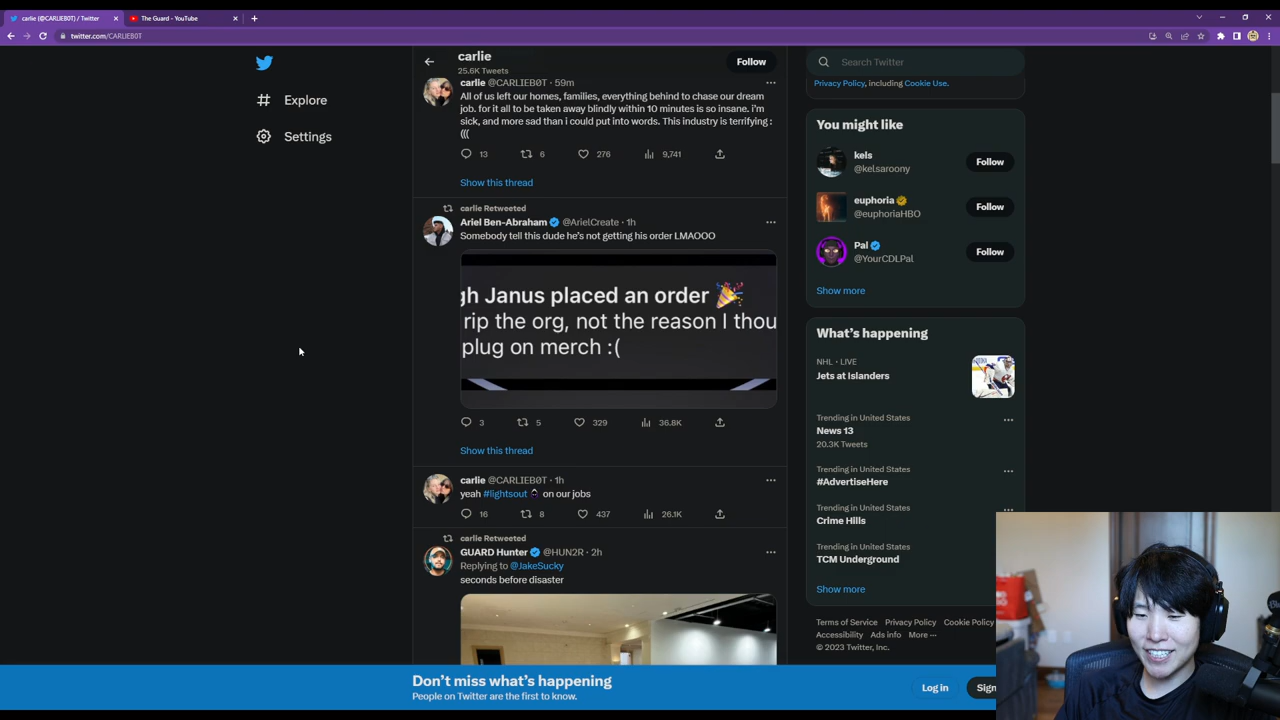 carlie (@CARLIEB0T) / Twitter
The Guard - YouTube
twitter.com/CARLIEB0T
Explore
Settings
carlie
25.6K Tweets
Follow
carlie @CARLIEB0T · 59m
All of us left our homes, families, everything behind to chase our dream
job. for it all to be taken away blindly within 10 minutes is so insane. i'm
sick, and more sad than i could put into words. This industry is terrifying :
(((
13 6 276 9,741
Show this thread
carlie Retweeted
Ariel Ben-Abraham @ArielCreate · 1h
Somebody tell this dude he's not getting his order LMAOOO
gh Janus placed an order 🎉
rip the org, not the reason I thou
plug on merch :(
3 5 329 36.8K
Show this thread
carlie @CARLIEB0T · 1h
yeah #lightsout on our jobs
16 8 437 26.1K
carlie Retweeted
GUARD Hunter @HUN2R · 2h
Replying to @JakeSucky
seconds before disaster
Search Twitter
Privacy Policy, including Cookie Use.
You might like
kels
@kelsaroony
Follow
euphoria
@euphoriaHBO
Follow
Pal
@YourCDLPal
Follow
Show more
What's happening
NHL · LIVE
Jets at Islanders
Trending in United States
News 13
20.3K Tweets
Trending in United States
#AdvertiseHere
Trending in United States
Crime Hills
Trending in United States
TCM Underground
Show more
Terms of Service Privacy Policy Cookie Policy
Accessibility Ads info More ···
© 2023 Twitter, Inc.
Don't miss what's happening
People on Twitter are the first to know.
Log in
Sign